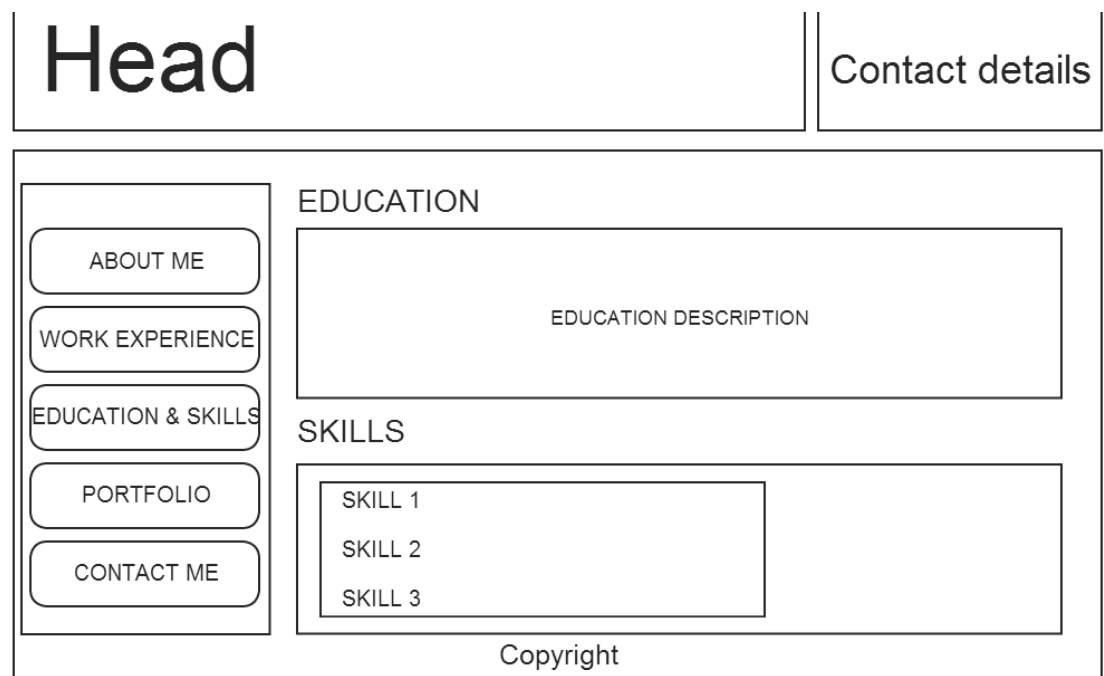 Head
Contact details
ABOUT ME
WORK EXPERIENCE
EDUCATION & SKILLS
PORTFOLIO
CONTACT ME
EDUCATION
EDUCATION DESCRIPTION
SKILLS
SKILL 1
SKILL 2
SKILL 3
Copyright